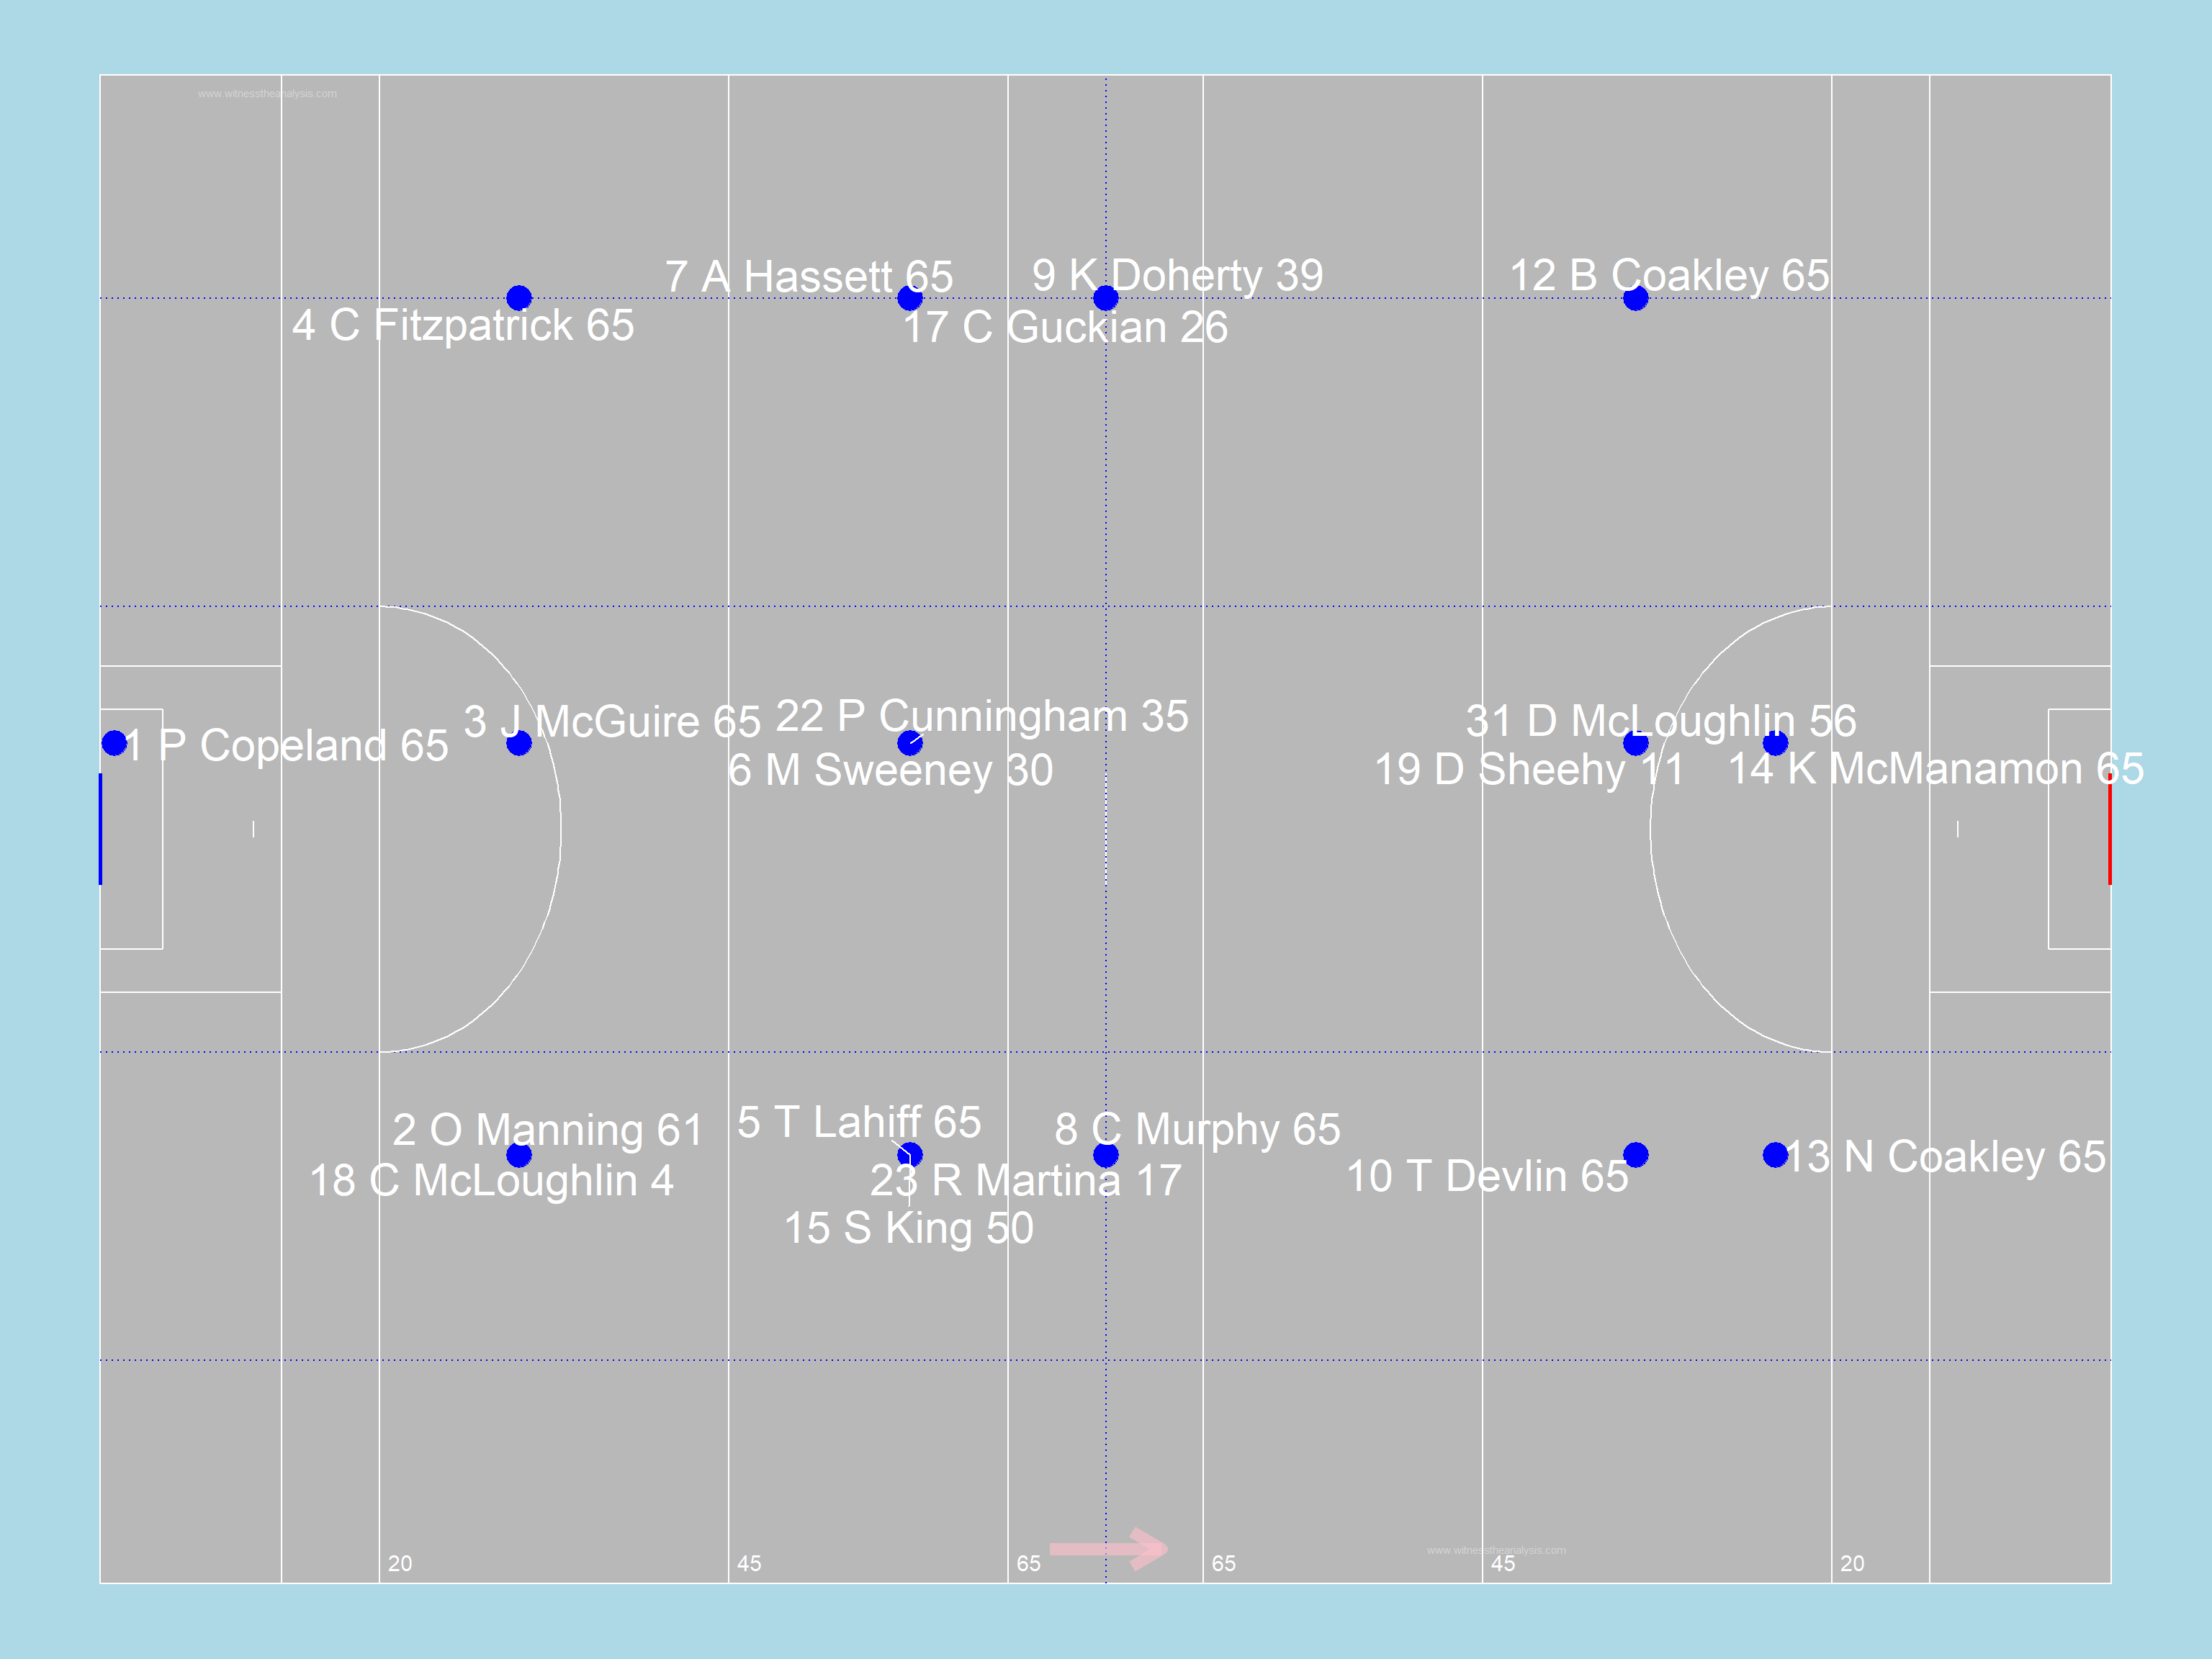 www.witnesstheanalysis.com
7 A Hassett 65
9 K Doherty 39
12 B Coakley 65
4 C Fitzpatrick 65
17 C Guckian 26
3 J McGuire 65
22 P Cunningham 35
31 D McLoughlin 56
1 P Copeland 65
6 M Sweeney 30
19 D Sheehy 11
14 K McManamon 65
2 O Manning 61
5 T Lahiff 65
8 C Murphy 65
13 N Coakley 65
18 C McLoughlin 4
23 R Martina 17
10 T Devlin 65
15 S King 50
www.witnesstheanalysis.com
20
45
65
65
45
20